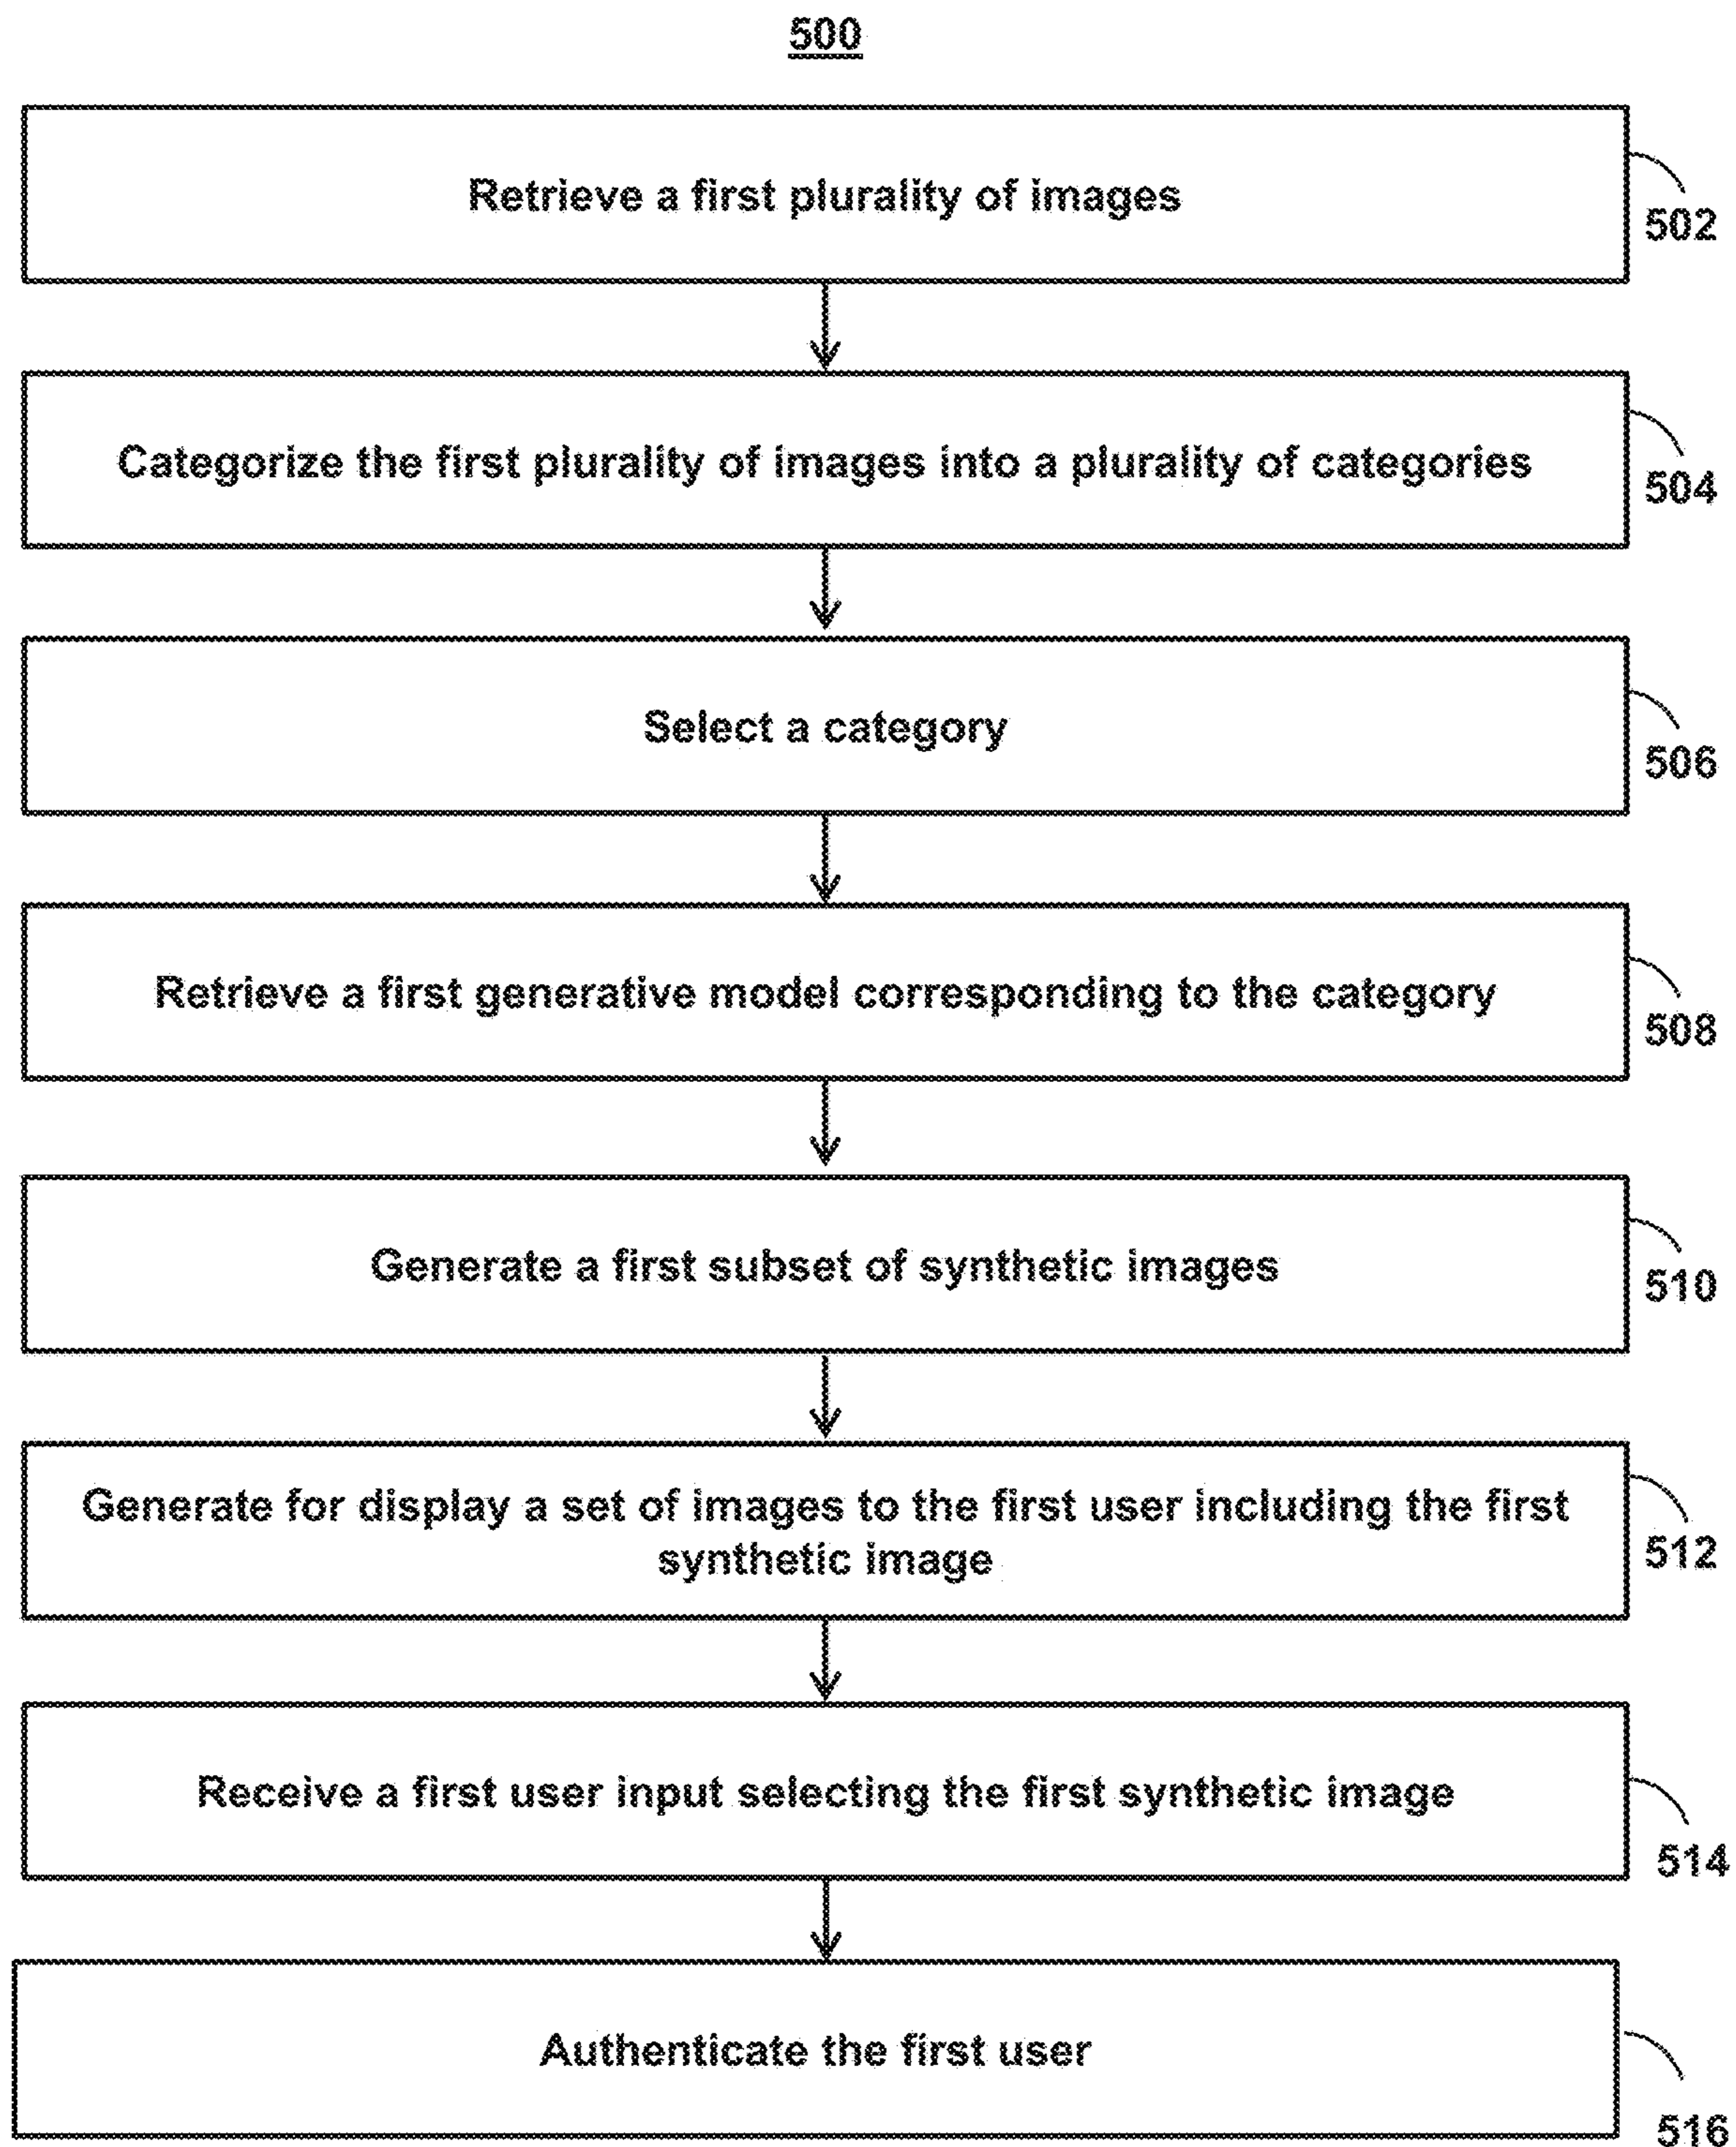 500
Retrieve a first plurality of images
502
Categorize the first plurality of images into a plurality of categories
504
Select a category
506
Retrieve a first generative model corresponding to the category
508
Generate a first subset of synthetic images
510
Generate for display a set of images to the first user including the first
synthetic image
512
Receive a first user input selecting the first synthetic image
514
Authenticate the first user
516